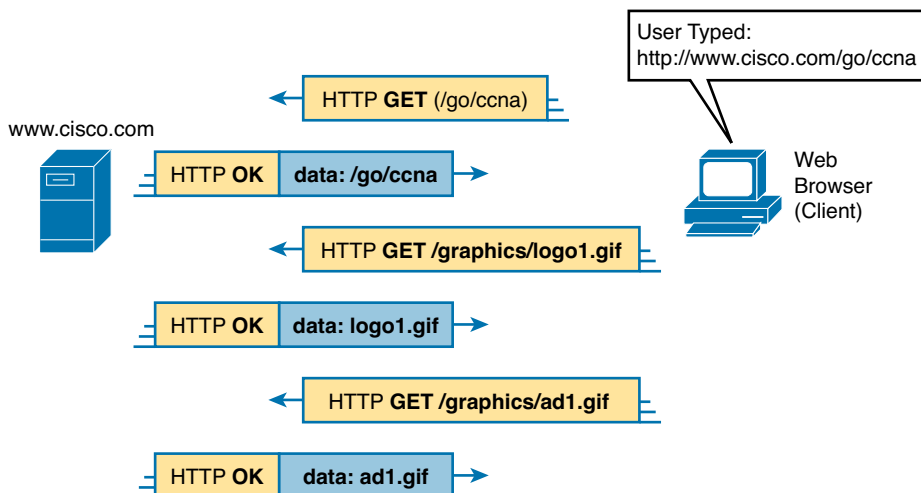 User Typed:
http://www.cisco.com/go/ccna
HTTP GET (/go/ccna)
www.cisco.com
HTTP OK data: /go/ccna
Web
Browser
(Client)
HTTP GET /graphics/logo1.gif
HTTP OK data: logo1.gif
HTTP GET /graphics/ad1.gif
HTTP OK data: ad1.gif